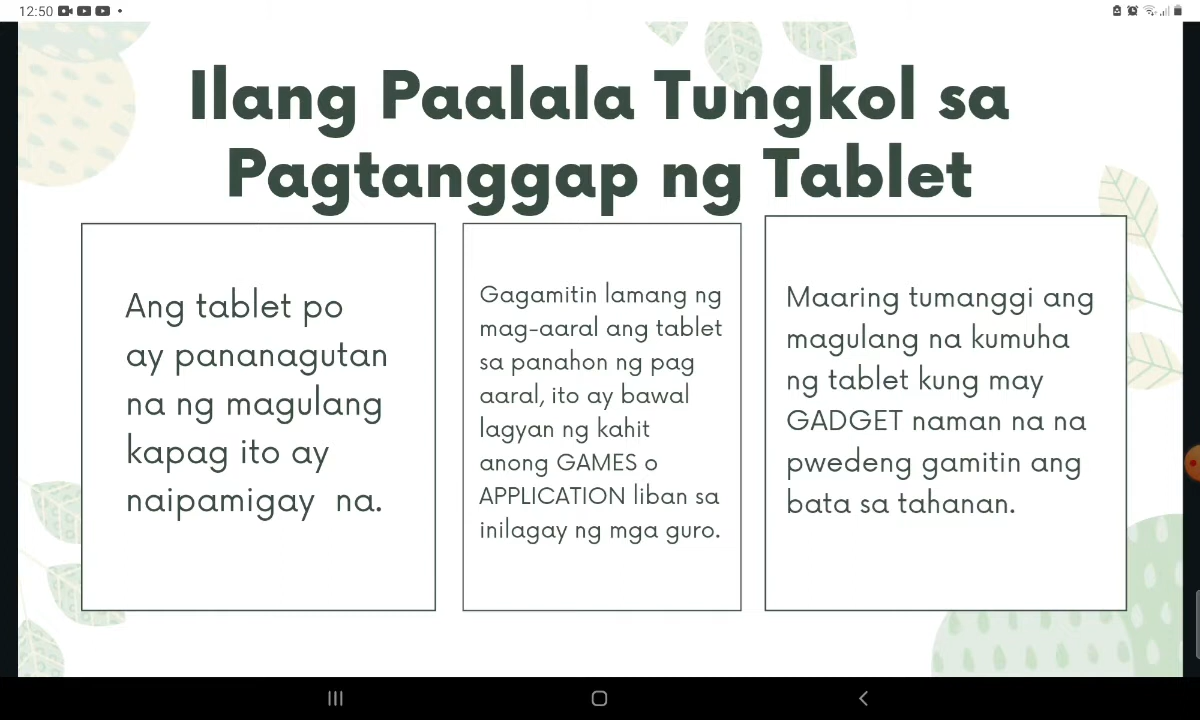 12:50
Ilang Paalala Tungkol sa
Pagtanggap ng Tablet
Ang tablet po
ay pananagutan
na ng magulang
kapag ito ay
naipamigay na.
Gagamitin lamang ng
mag-aaral ang tablet
sa panahon ng pag
aaral, ito ay bawal
lagyan ng kahit
anong GAMES o
APPLICATION liban sa
inilagay ng mga guro.
Maaring tumanggi ang
magulang na kumuha
ng tablet kung may
GADGET naman na na
pwedeng gamitin ang
bata sa tahanan.